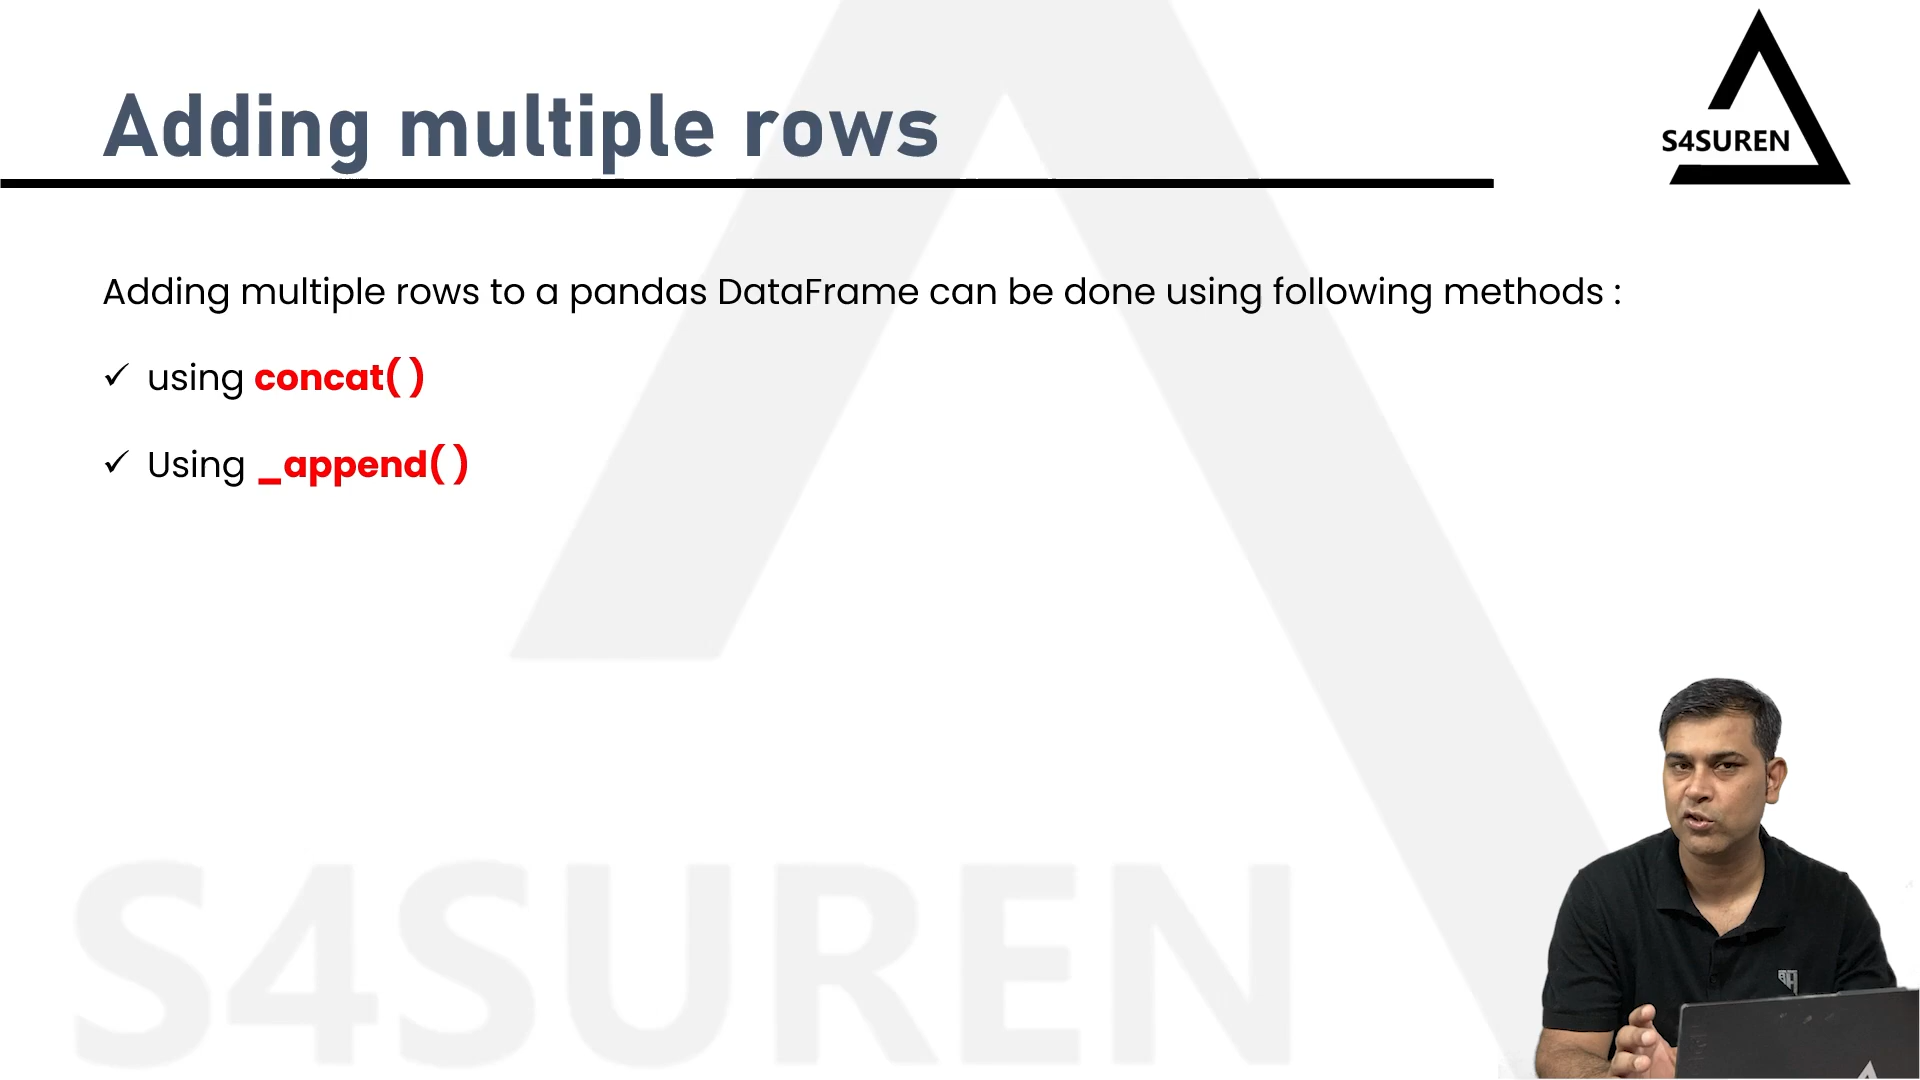 Adding multiple rows
S4SUREN
Adding multiple rows to a pandas DataFrame can be done using following methods :
✓ using concat( )
✓ Using _append( )
S4SUREN